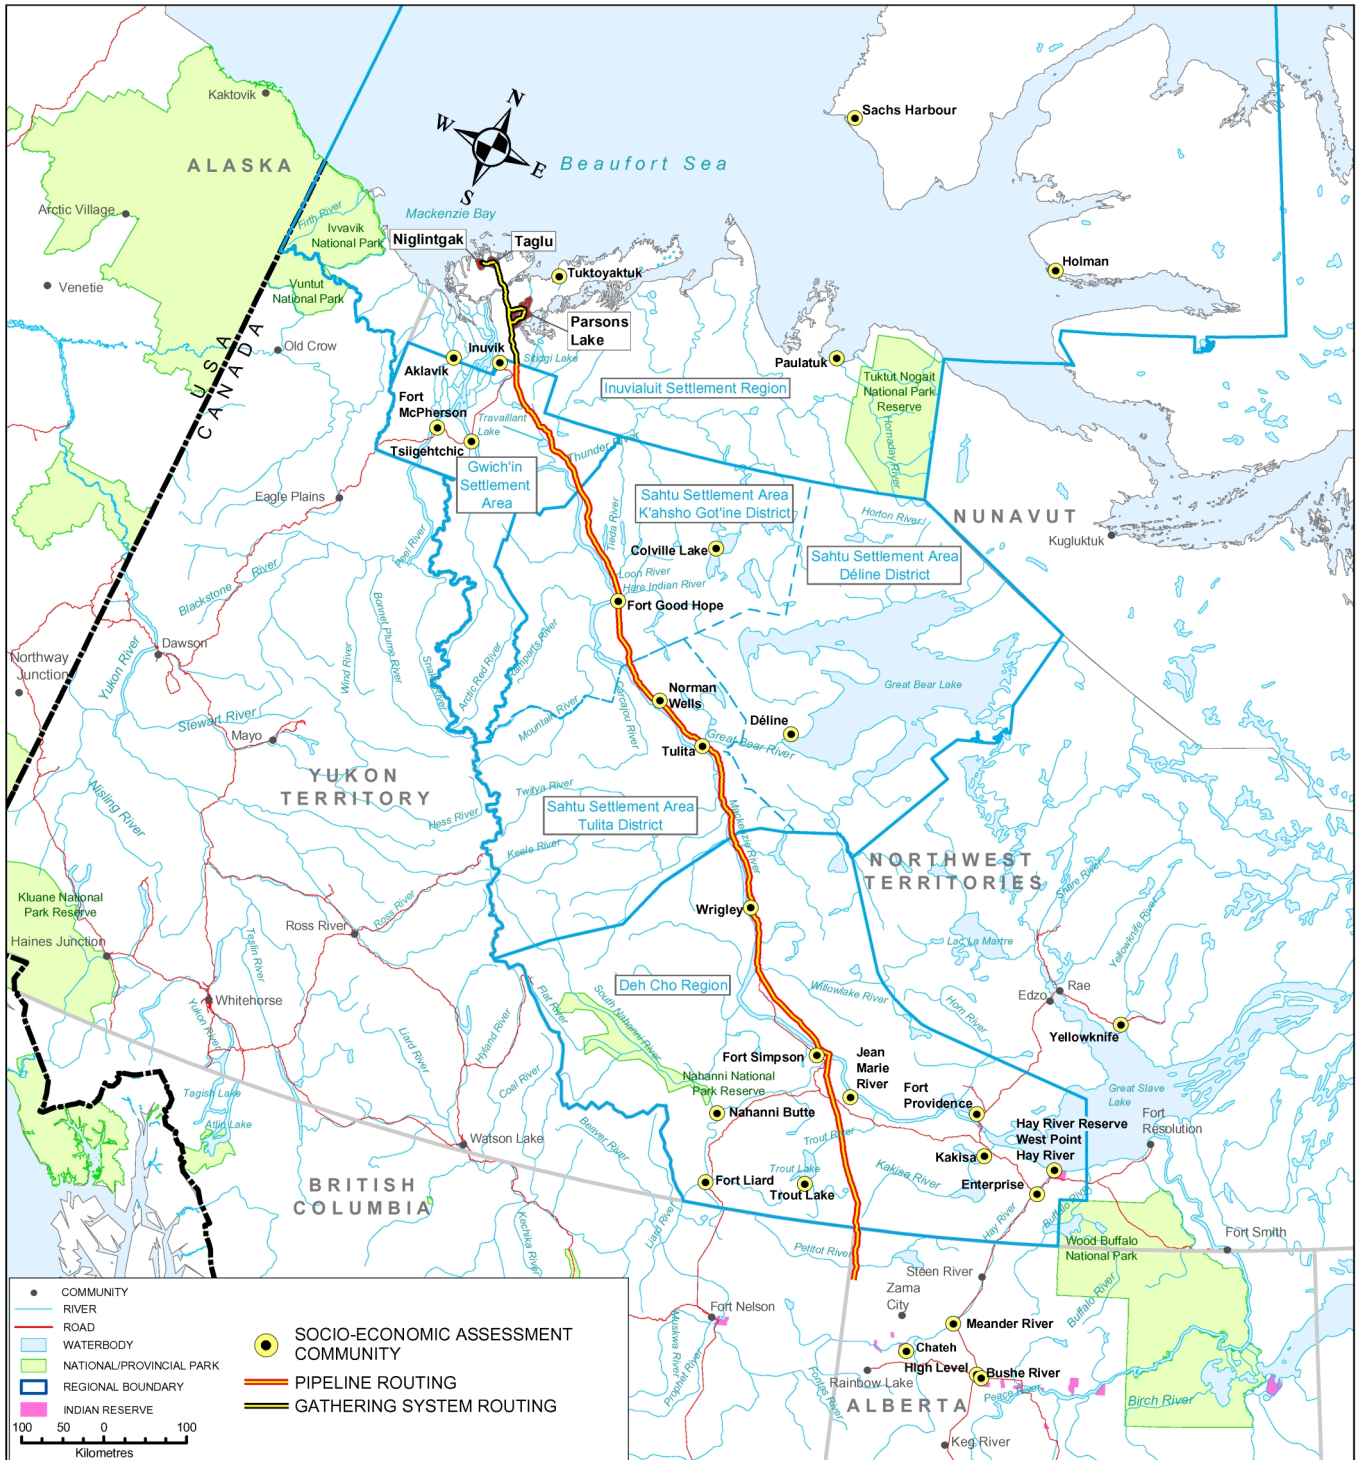 Kaktovik
ALASKA
Arctic Village
Venetie
Firth River
Ivvavik
National Park
Vuntut
National Park
Old Crow
USA
CANADA
N
W
E
S
Beaufort Sea
Mackenzie Bay
Niglintgak
Taglu
Tuktoyaktuk
Parsons
Lake
Sachs Harbour
Holman
Paulatuk
Tuktut Nogait
National Park
Reserve
Hornaday River
Inuvik
Sitidgi Lake
Aklavik
Fort
McPherson
Travaillant
Lake
Tsiigehtchic
Inuvialuit Settlement Region
Thunder River
Gwich'in
Settlement
Area
Sahtu Settlement Area
K'ahsho Got'ine District
Horton River
NUNAVUT
Kugluktuk
Sahtu Settlement Area
Déline District
Eagle Plains
Peel River
Tieda River
Colville Lake
Loon River
Hare Indian River
Fort Good Hope
Blackstone River
Bonnet Plume River
Wind River
Snake River
Arctic Red River
Ramparts River
Dawson
Yukon River
Northway
Junction
Stewart River
Mayo
Mountain River
Carcajou River
Norman
Wells
Great Bear Lake
Déline
Great Bear River
Tulita
YUKON
TERRITORY
Nisling River
Hess River
Twitya River
Sahtu Settlement Area
Tulita District
Keele River
Mackenzie River
NORTHWEST
TERRITORIES
Snare River
Yellowknife River
Kluane National
Park Reserve
Haines Junction
Ross River
Ross River
Teslin River
Whitehorse
Yukon River
Wrigley
Lac La Martre
Deh Cho Region
Willowlake River
Horn River
Rae
Edzo
Yellowknife
Flat River
South Nahanni River
Hyland River
Liard River
Coal River
Tagish Lake
Atlin Lake
Watson Lake
Beaver River
Fort Simpson
Jean
Marie
River
Nahanni National
Park Reserve
Nahanni Butte
Fort
Providence
Great Slave
Lake
Fort
Resolution
Hay River Reserve
West Point
Hay River
Trout River
Kakisa
Kakisa River
Enterprise
Fort Liard
Trout Lake
Trout Lake
BRITISH
COLUMBIA
Kechika River
Liard River
Petitot River
Hay River
Buffalo River
Wood Buffalo
National Park
Fort Smith
Steen River
Zama
City
Buffalo River
Fort Nelson
Muskwa River
Prophet River
Fontas River
Meander River
Chateh
High Level
Bushe River
Rainbow Lake
Peace River
ALBERTA
Birch River
Keg River
COMMUNITY
RIVER
ROAD
WATERBODY
NATIONAL/PROVINCIAL PARK
REGIONAL BOUNDARY
INDIAN RESERVE
SOCIO-ECONOMIC ASSESSMENT
COMMUNITY
PIPELINE ROUTING
GATHERING SYSTEM ROUTING
100 50 0 100
Kilometres